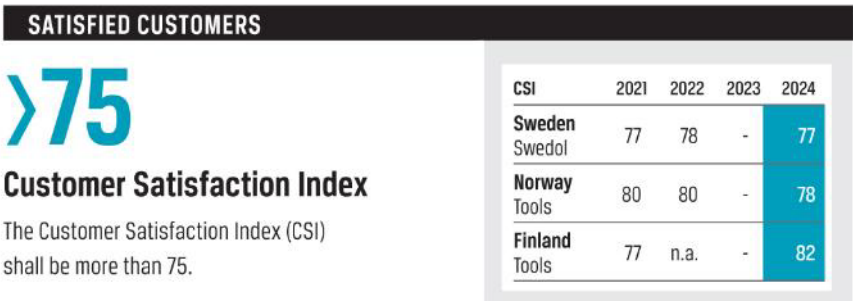 SATISFIED CUSTOMERS
>75
Customer Satisfaction Index
The Customer Satisfaction Index (CSI)
shall be more than 75.
CSI 2021 2022 2023 2024
Sweden
Swedol 77 78 - 77
Norway
Tools 80 80 - 78
Finland
Tools 77 n.a. - 82